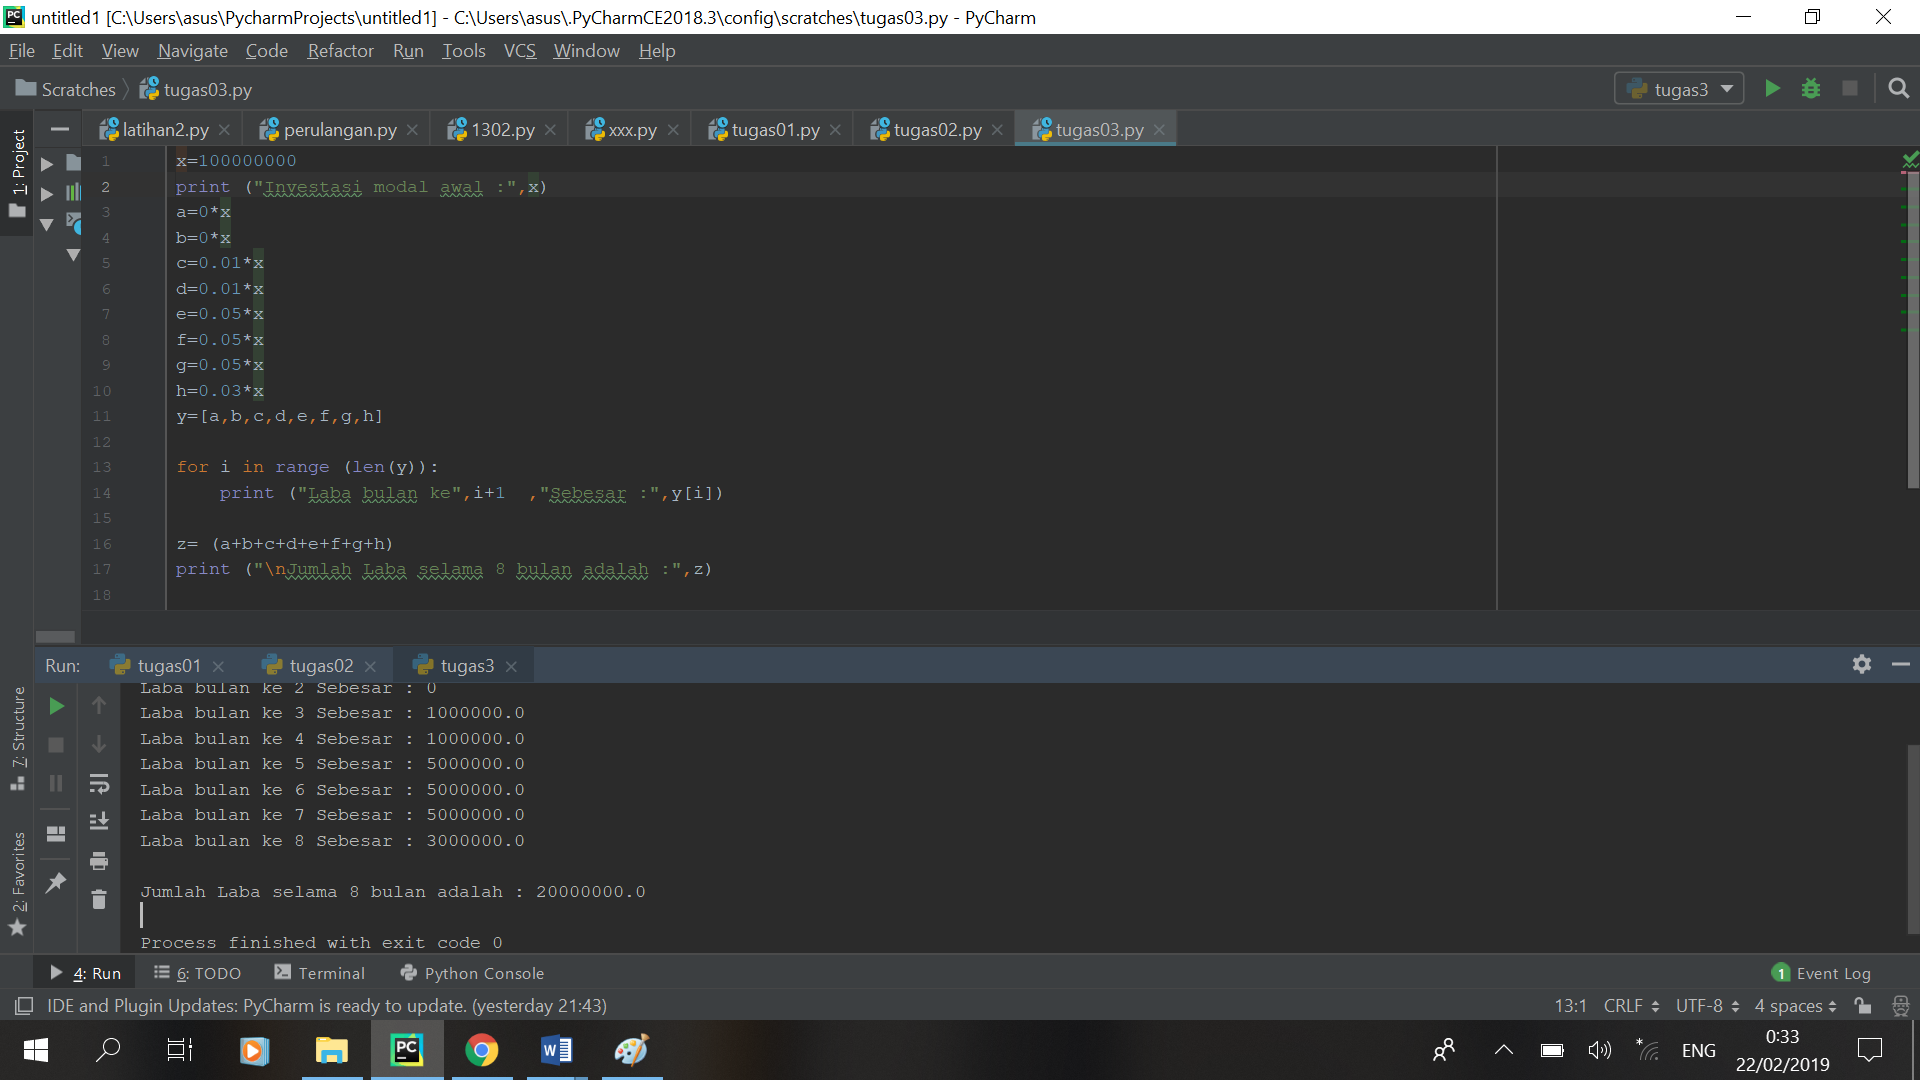 untitled1 [C:\Users\asus\PycharmProjects\untitled1] - C:\Users\asus\.PyCharmCE2018.3\config\scratches\tugas03.py - PyCharm
File Edit View Navigate Code Refactor Run Tools VCS Window Help
Scratches tugas03.py tugas3
latihan2.py perulangan.py 1302.py xxx.py tugas01.py tugas02.py tugas03.py
1: Project
1 x=100000000
2 print ("Investasi modal awal :",x)
3 a=0*x
4 b=0*x
5 c=0.01*x
6 d=0.01*x
7 e=0.05*x
8 f=0.05*x
9 g=0.05*x
10 h=0.03*x
11 y=[a,b,c,d,e,f,g,h]
12
13 for i in range (len(y)):
14     print ("Laba bulan ke",i+1  ,"Sebesar :",y[i])
15
16 z= (a+b+c+d+e+f+g+h)
17 print ("\nJumlah Laba selama 8 bulan adalah :",z)
18
Run: tugas01 tugas02 tugas3
7: Structure
2: Favorites
Laba bulan ke 2 Sebesar : 0
Laba bulan ke 3 Sebesar : 1000000.0
Laba bulan ke 4 Sebesar : 1000000.0
Laba bulan ke 5 Sebesar : 5000000.0
Laba bulan ke 6 Sebesar : 5000000.0
Laba bulan ke 7 Sebesar : 5000000.0
Laba bulan ke 8 Sebesar : 3000000.0
Jumlah Laba selama 8 bulan adalah : 20000000.0
Process finished with exit code 0
4: Run 6: TODO Terminal Python Console 1 Event Log
IDE and Plugin Updates: PyCharm is ready to update. (yesterday 21:43) 13:1 CRLF UTF-8 4 spaces
ENG 0:33
22/02/2019